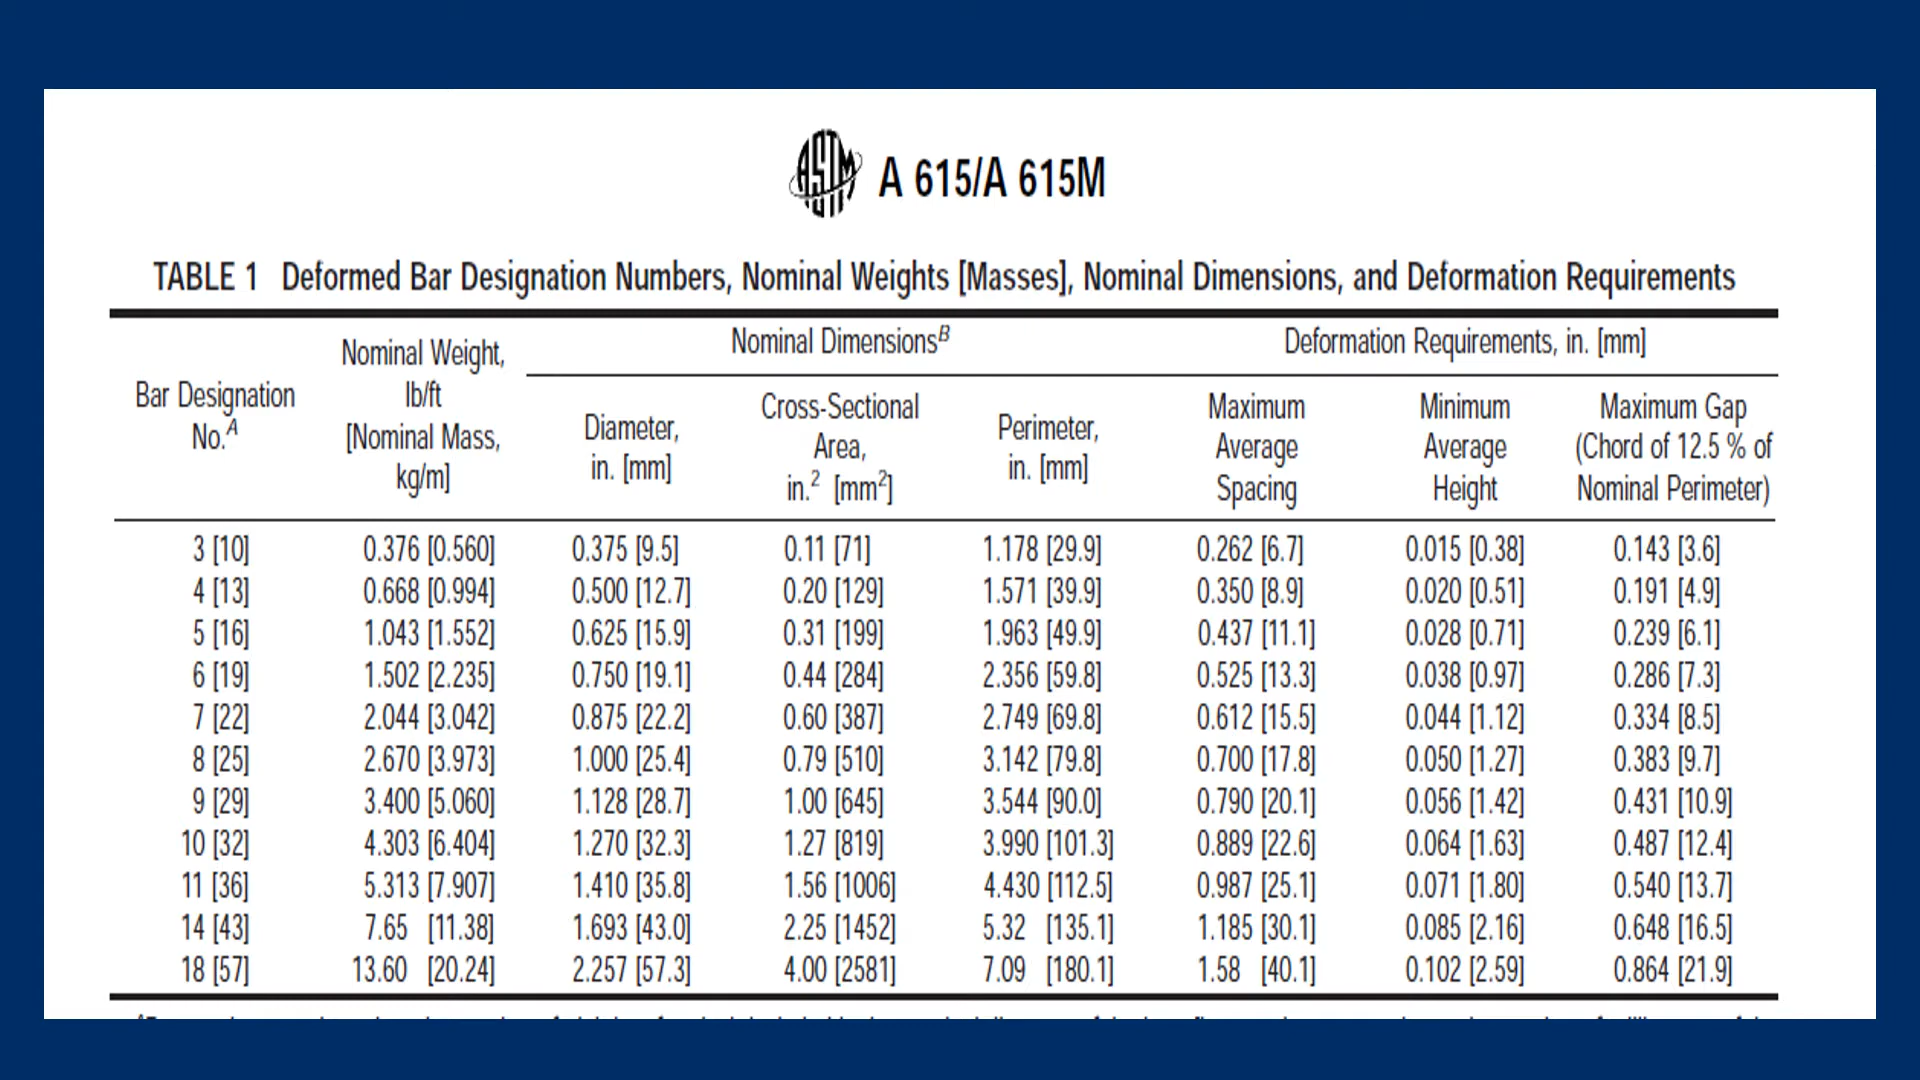 ASTM A 615/A 615M
TABLE 1 Deformed Bar Designation Numbers, Nominal Weights [Masses], Nominal Dimensions, and Deformation Requirements
Bar Designation
No.A
Nominal Weight,
lb/ft
[Nominal Mass,
kg/m]
Nominal DimensionsB
Diameter,
in. [mm]
Cross-Sectional
Area,
in.2 [mm2]
Perimeter,
in. [mm]
Deformation Requirements, in. [mm]
Maximum
Average
Spacing
Minimum
Average
Height
Maximum Gap
(Chord of 12.5 % of
Nominal Perimeter)
3 [10] 0.376 [0.560] 0.375 [9.5] 0.11 [71] 1.178 [29.9] 0.262 [6.7] 0.015 [0.38] 0.143 [3.6]
4 [13] 0.668 [0.994] 0.500 [12.7] 0.20 [129] 1.571 [39.9] 0.350 [8.9] 0.020 [0.51] 0.191 [4.9]
5 [16] 1.043 [1.552] 0.625 [15.9] 0.31 [199] 1.963 [49.9] 0.437 [11.1] 0.028 [0.71] 0.239 [6.1]
6 [19] 1.502 [2.235] 0.750 [19.1] 0.44 [284] 2.356 [59.8] 0.525 [13.3] 0.038 [0.97] 0.286 [7.3]
7 [22] 2.044 [3.042] 0.875 [22.2] 0.60 [387] 2.749 [69.8] 0.612 [15.5] 0.044 [1.12] 0.334 [8.5]
8 [25] 2.670 [3.973] 1.000 [25.4] 0.79 [510] 3.142 [79.8] 0.700 [17.8] 0.050 [1.27] 0.383 [9.7]
9 [29] 3.400 [5.060] 1.128 [28.7] 1.00 [645] 3.544 [90.0] 0.790 [20.1] 0.056 [1.42] 0.431 [10.9]
10 [32] 4.303 [6.404] 1.270 [32.3] 1.27 [819] 3.990 [101.3] 0.889 [22.6] 0.064 [1.63] 0.487 [12.4]
11 [36] 5.313 [7.907] 1.410 [35.8] 1.56 [1006] 4.430 [112.5] 0.987 [25.1] 0.071 [1.80] 0.540 [13.7]
14 [43] 7.65 [11.38] 1.693 [43.0] 2.25 [1452] 5.32 [135.1] 1.185 [30.1] 0.085 [2.16] 0.648 [16.5]
18 [57] 13.60 [20.24] 2.257 [57.3] 4.00 [2581] 7.09 [180.1] 1.58 [40.1] 0.102 [2.59] 0.864 [21.9]